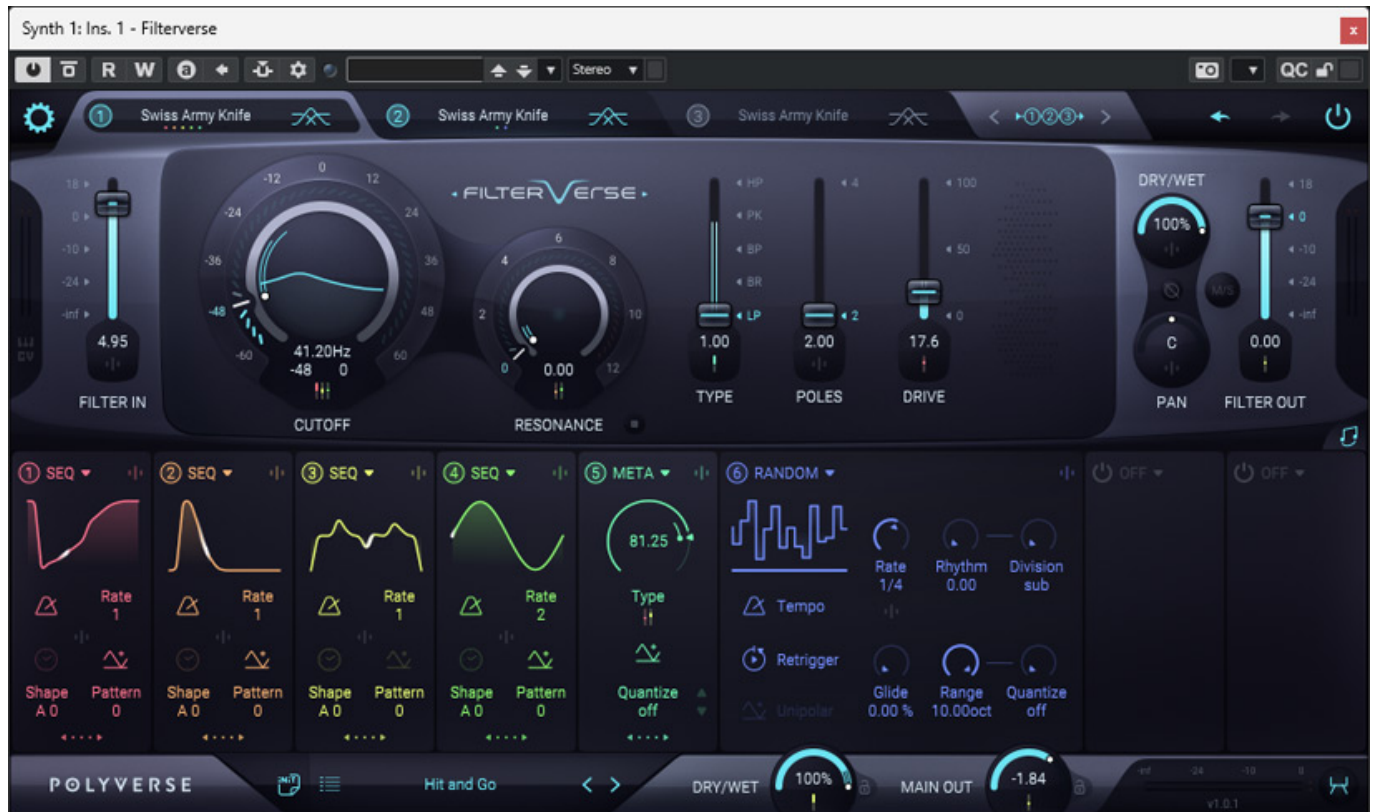 Synth 1: Ins. 1 - Filterverse
x
R W a Stereo QC
1 Swiss Army Knife 2 Swiss Army Knife 3 Swiss Army Knife < 1 2 3 >
FILTERVERSE
18
0
-10
-24
-inf
4.95
FILTER IN
-60 -48 -36 -24 -12 0 12 24 36 48 60
41.20Hz
-48 0
CUTOFF
0 2 4 6 8 10 12
0.00
RESONANCE
HP
PK
BP
BR
LP
1.00
TYPE
4
2
2.00
POLES
100
50
0
17.6
DRIVE
DRY/WET
100%
M/S
C
PAN
18
0
-10
-24
-inf
0.00
FILTER OUT
CV
1 SEQ
Rate
1
Shape Pattern
A 0 0
2 SEQ
Rate
1
Shape Pattern
A 0 0
3 SEQ
Rate
1
Shape Pattern
A 0 0
4 SEQ
Rate
2
Shape Pattern
A 0 0
5 META
81.25
Type
Quantize
off
6 RANDOM
Tempo
Retrigger
Unipolar
Rate Rhythm Division
1/4 0.00 sub
Glide Range Quantize
0.00 % 10.00oct off
OFF
OFF
POLYVERSE
INIT
Hit and Go
< >
DRY/WET
100%
MAIN OUT
-1.84
-inf -24 -10 0
v1.0.1